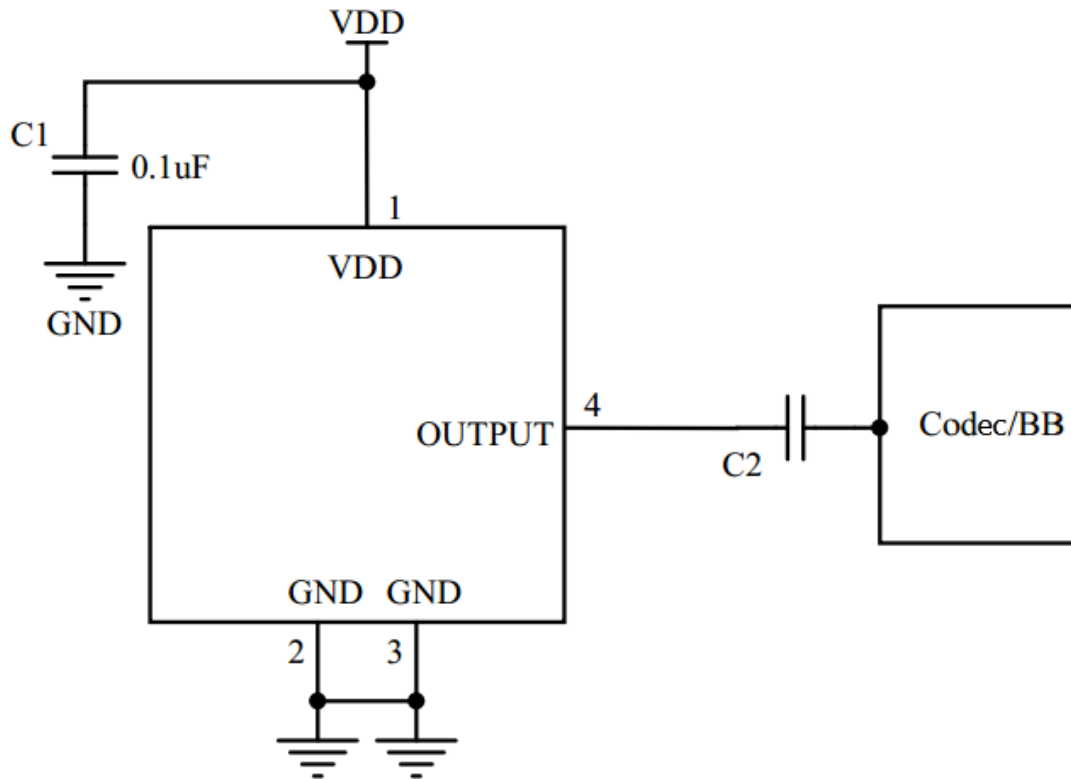 VDD
C1
0.1uF
1
VDD
GND
4
OUTPUT
Codec/BB
C2
GND GND
2 3